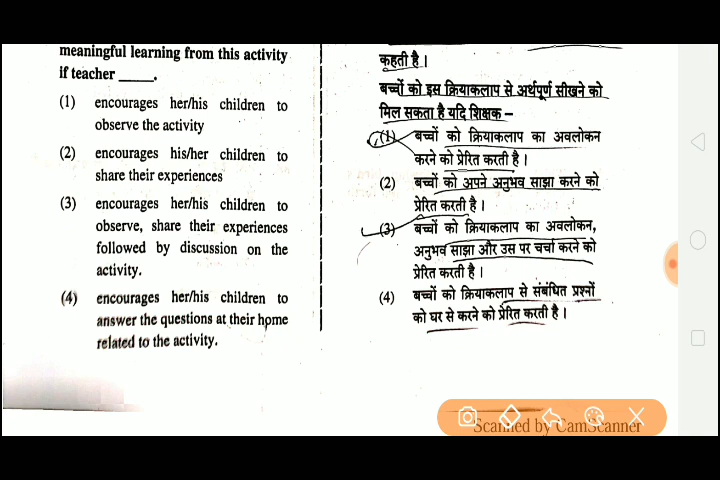 meaningful learning from this activity
if teacher _____.
(1) encourages her/his children to
observe the activity
(2) encourages his/her children to
share their experiences
(3) encourages her/his children to
observe, share their experiences
followed by discussion on the
activity.
(4) encourages her/his children to
answer the questions at their home
related to the activity.
कहती है।
बच्चों को इस क्रियाकलाप से अर्थपूर्ण सीखने को
मिल सकता है यदि शिक्षक –
(1) बच्चों को क्रियाकलाप का अवलोकन
करने को प्रेरित करती है।
(2) बच्चों को अपने अनुभव साझा करने को
प्रेरित करती है।
(3) बच्चों को क्रियाकलाप का अवलोकन,
अनुभव साझा और उस पर चर्चा करने को
प्रेरित करती है।
(4) बच्चों को क्रियाकलाप से संबंधित प्रश्नों
को घर से करने को प्रेरित करती है।
Scanned by CamScanner